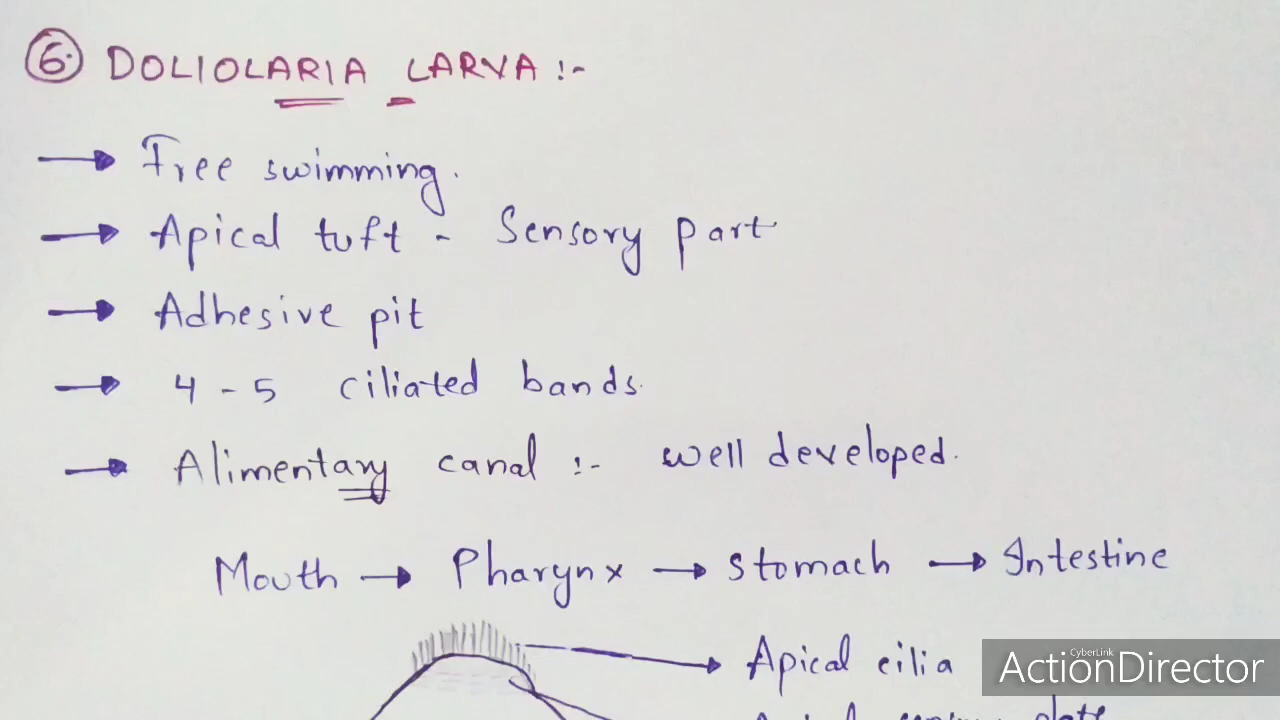 6. DOLIOLARIA LARVA :-
→ Free swimming.
→ Apical tuft - Sensory part
→ Adhesive pit
→ 4 - 5 ciliated bands.
→ Alimentary canal :- well developed.
Mouth → Pharynx → Stomach → Intestine
Apical cilia
CyberLink
ActionDirector